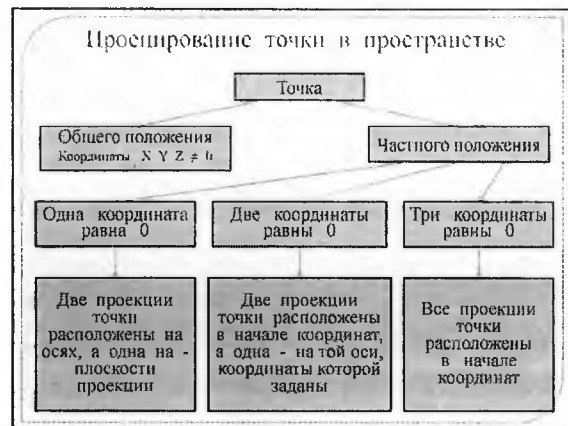 Проецирование точки в пространстве
Точка
Общего положения
Координаты X Y Z ≠ 0
Частного положения
Одна координата
равна 0
Две координаты
равны 0
Три координаты
равны 0
Две проекции
точки
расположены на
осях, а одна на -
плоскости
проекции
Две проекции
точки расположены
в начале координат,
а одна - на той оси,
координаты которой
заданы
Все проекции
точки
расположены
в начале
координат